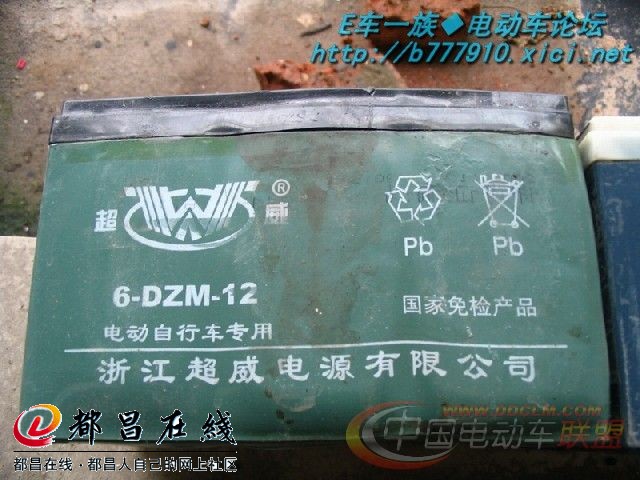 E车一族◆电动车论坛
http://b777910.xici.net
超 威 ®
Pb Pb
6-DZM-12
国家免检产品
电动自行车专用
浙江超威电源有限公司
都昌在线
都昌在线·都昌人自己的网上社区
中国电动车联盟